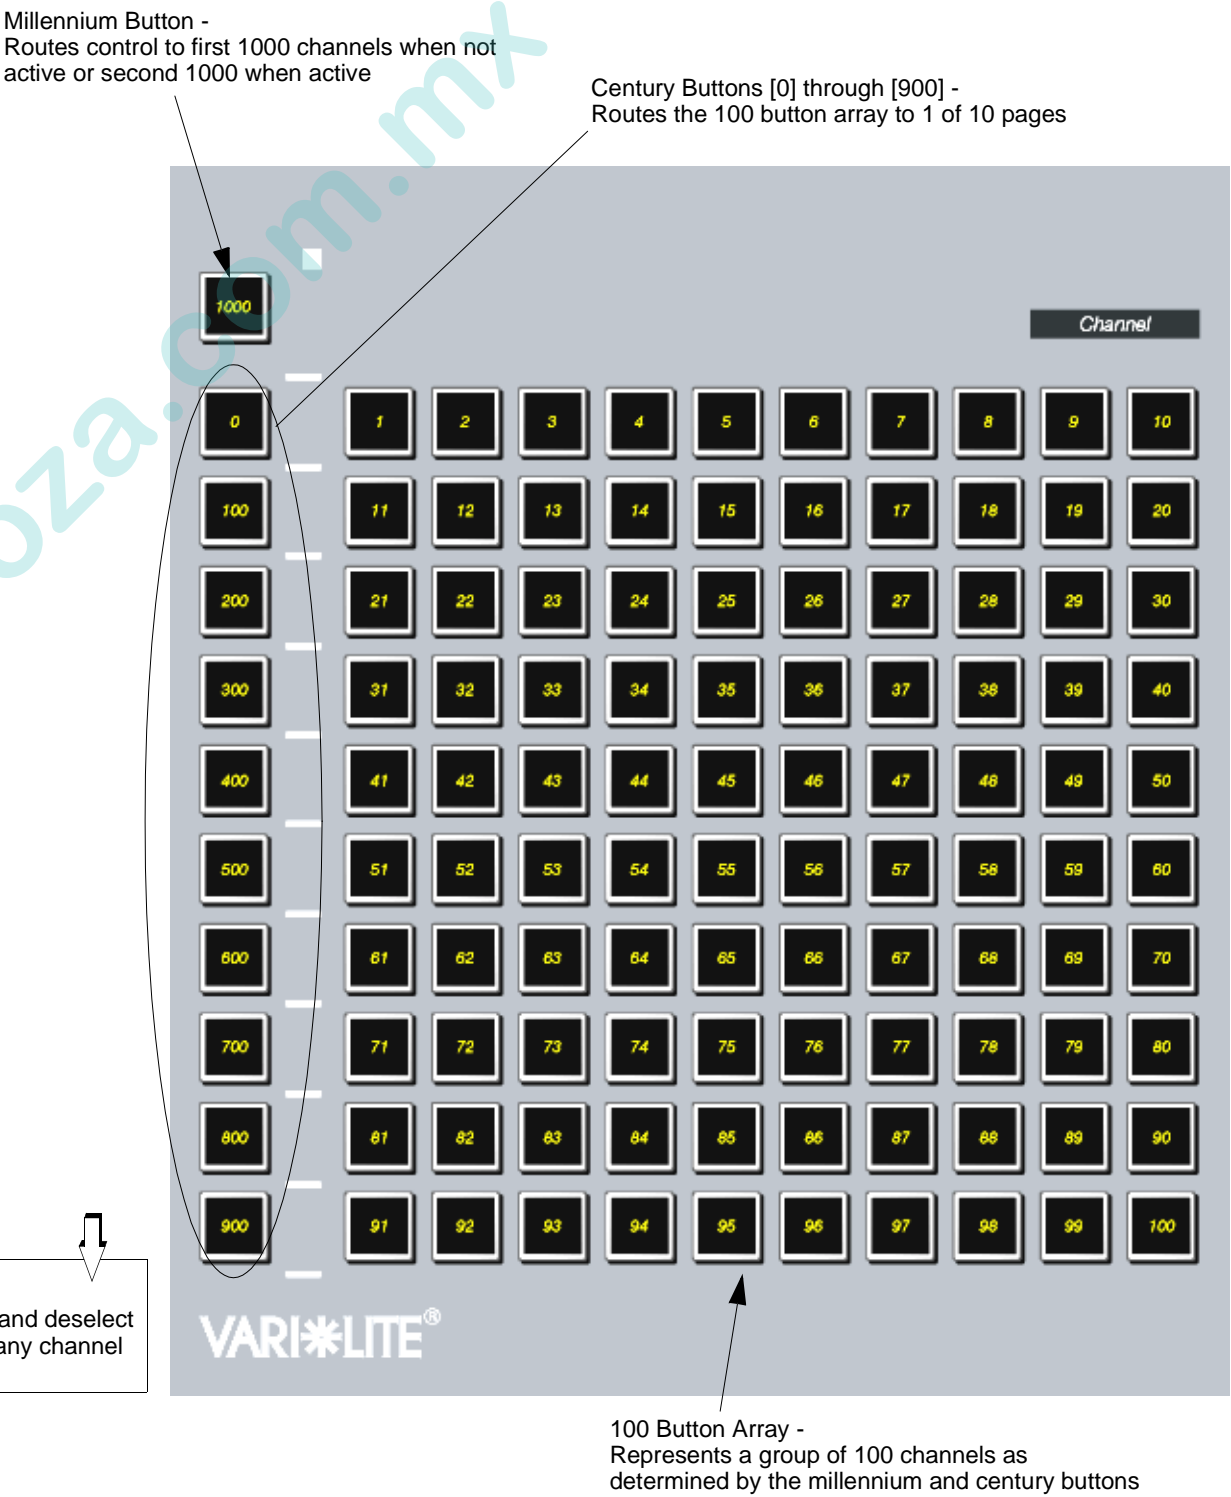 Millennium Button -
Routes control to first 1000 channels when not
active or second 1000 when active
Century Buttons [0] through [900] -
Routes the 100 button array to 1 of 10 pages
1000
Channel
0 1 2 3 4 5 6 7 8 9 10
100 11 12 13 14 15 16 17 18 19 20
200 21 22 23 24 25 26 27 28 29 30
300 31 32 33 34 35 36 37 38 39 40
400 41 42 43 44 45 46 47 48 49 50
500 51 52 53 54 55 56 57 58 59 60
600 61 62 63 64 65 66 67 68 69 70
700 71 72 73 74 75 76 77 78 79 80
800 81 82 83 84 85 86 87 88 89 90
900 91 92 93 94 95 96 97 98 99 100
and deselect
any channel
VARI*LITE®
100 Button Array -
Represents a group of 100 channels as
determined by the millennium and century buttons
oza.com.mx